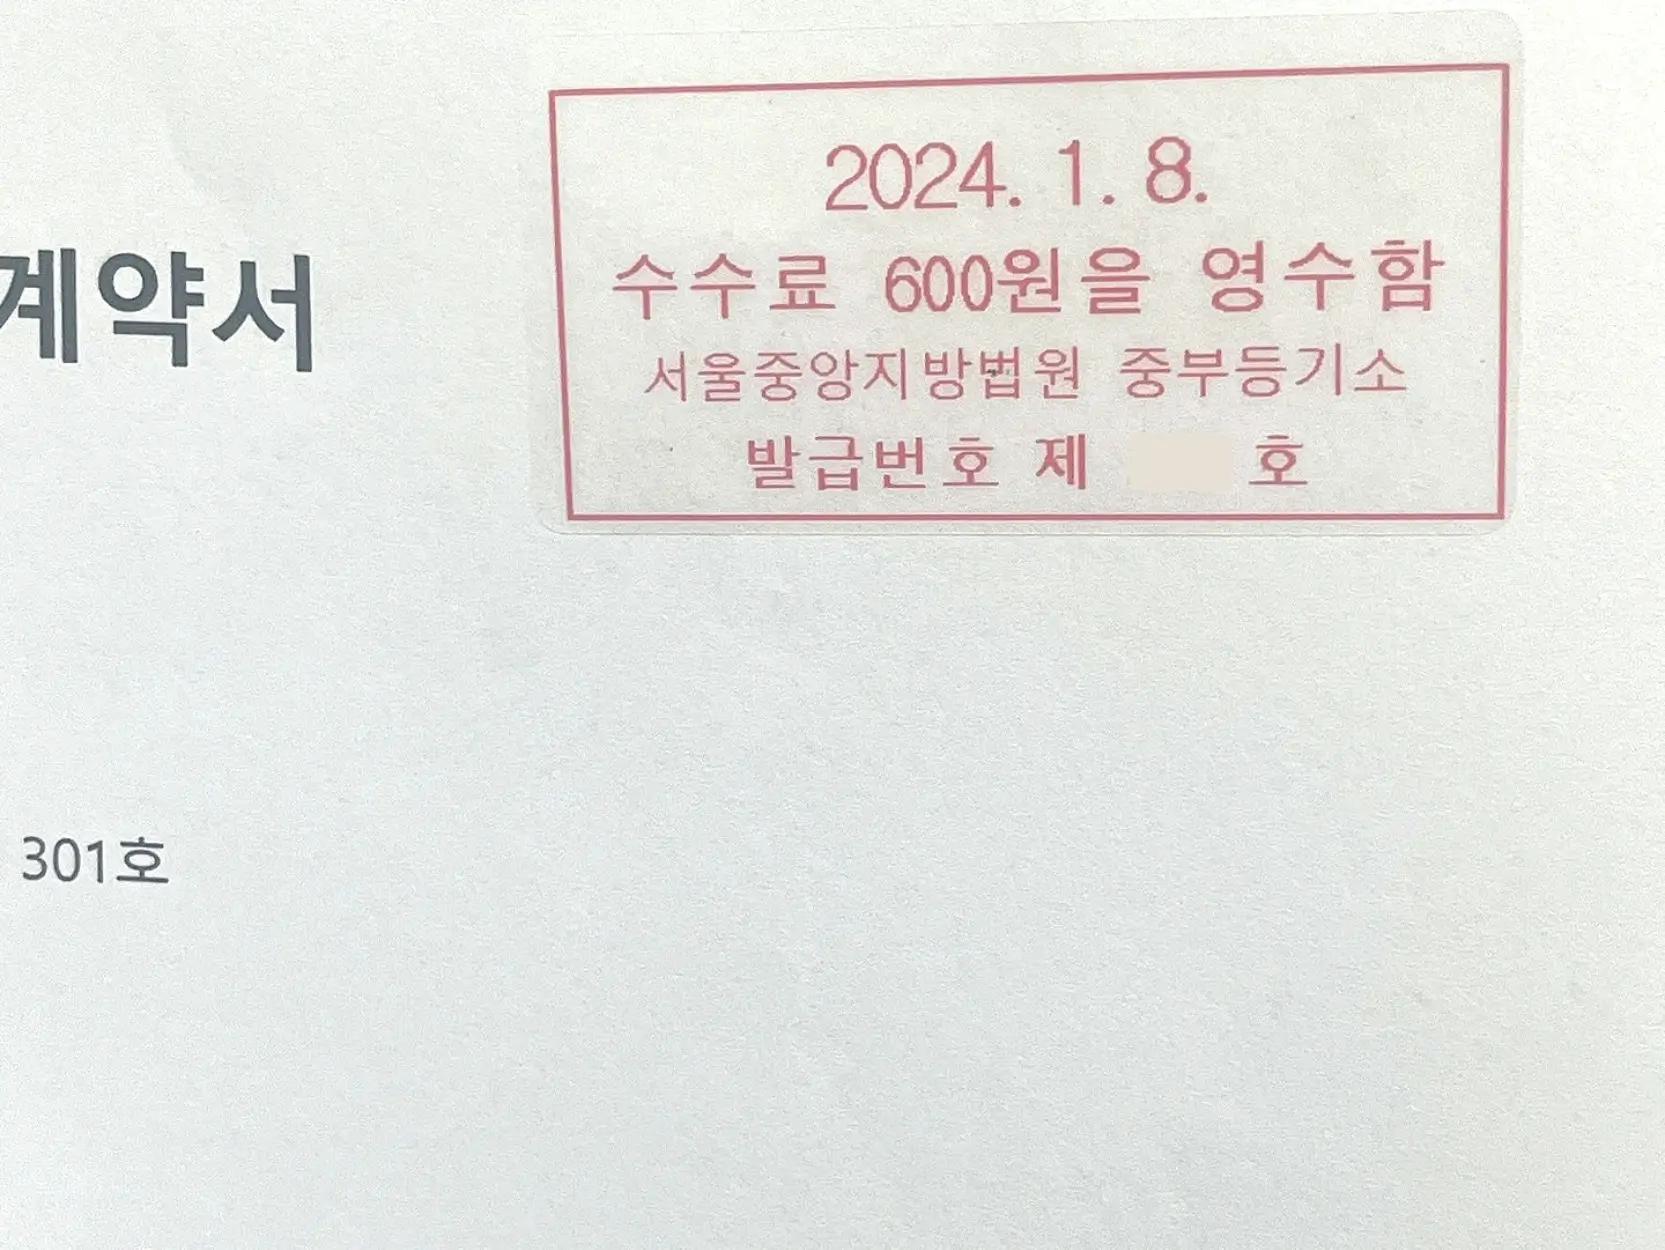 2024. 1. 8.
수수료 600원을 영수함
서울중앙지방법원 중부등기소
발급번호 제 호
계약서
301호